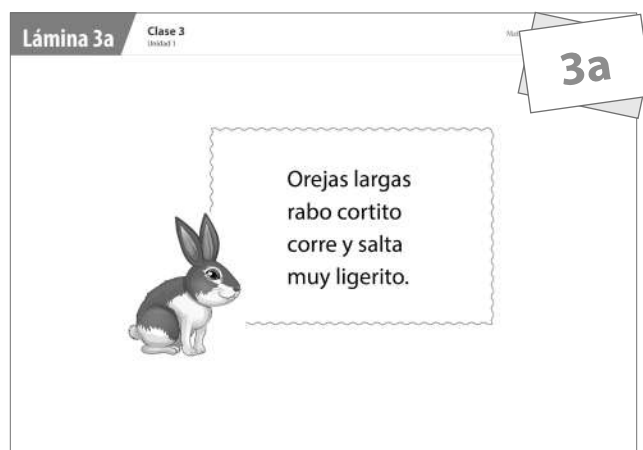 Lámina 3a
Clase 3
Unidad 1
3a
Orejas largas
rabo cortito
corre y salta
muy ligerito.